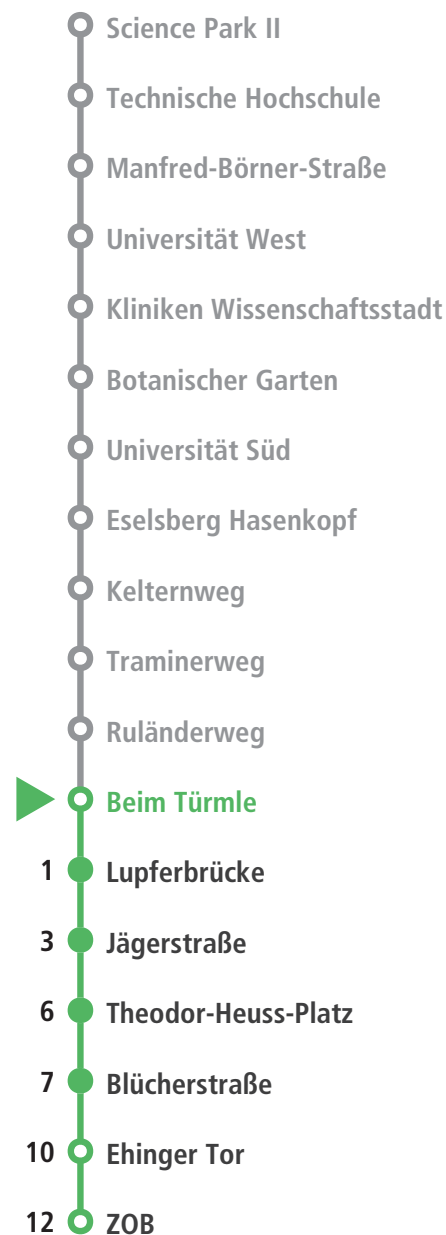 Science Park II
Technische Hochschule
Manfred-Börner-Straße
Universität West
Kliniken Wissenschaftsstadt
Botanischer Garten
Universität Süd
Eselsberg Hasenkopf
Kelternweg
Traminerweg
Ruländerweg
Beim Türmle
1 Lupferbrücke
3 Jägerstraße
6 Theodor-Heuss-Platz
7 Blücherstraße
10 Ehinger Tor
12 ZOB